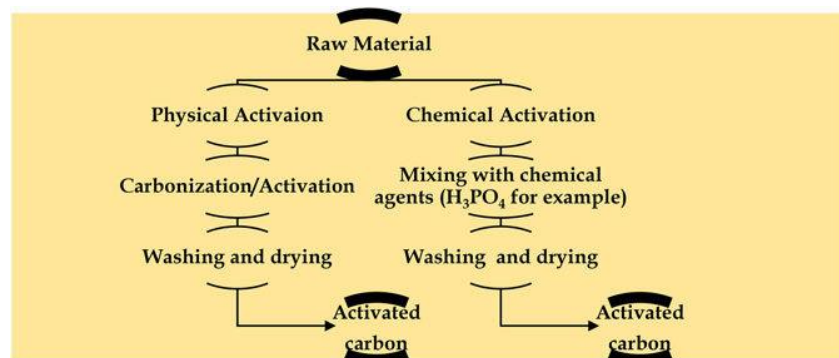 Raw Material
Physical Activaion
Chemical Activation
Carbonization/Activation
Mixing with chemical
agents (H₃PO₄ for example)
Washing and drying
Washing and drying
Activated
carbon
Activated
carbon